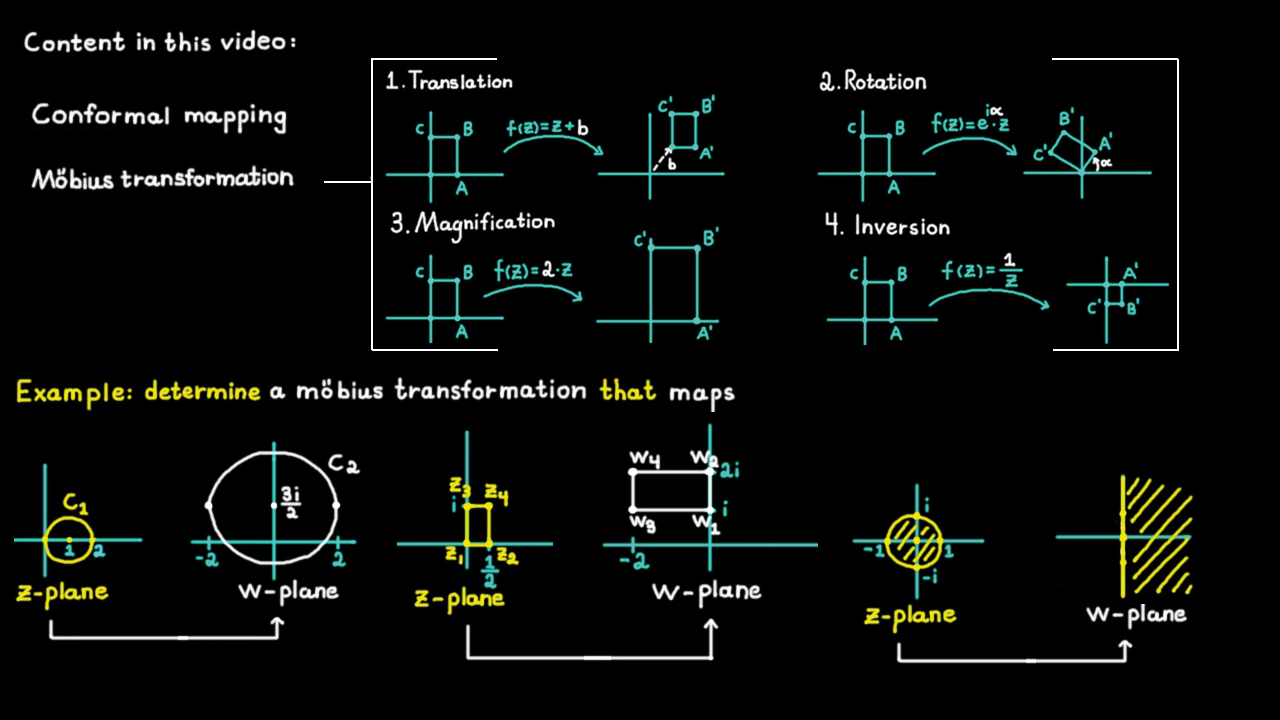 Content in this video:
Conformal mapping
Möbius transformation
1. Translation
C B A
f(z)=z+b
C' B' A' b
2. Rotation
C B A
f(z)=e^{iα}·z
B' A' C' α
3. Magnification
C B A
f(z)=2·z
C' B' A'
4. Inversion
C B A
f(z)=1/z
A' C' B'
Example: determine a möbius transformation that maps
C₁
1 2
z-plane
C₂
3i/2
-2 2
w-plane
z₃ z₄
i
z₁ z₂
1/2
z-plane
w₄ w₂
2i
w₃ w₁ i
-2
w-plane
i
-1 1
-i
z-plane
w-plane